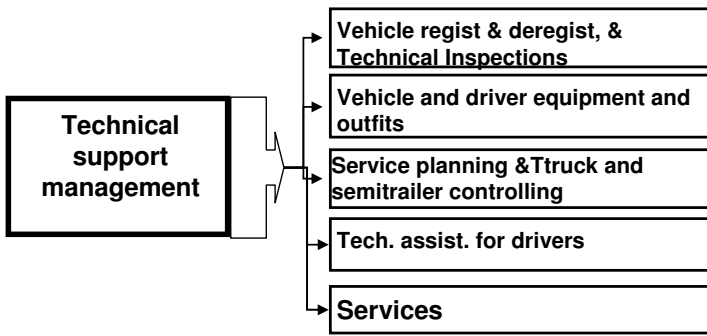 Technical
support
management
Vehicle regist & deregist, &
Technical Inspections
Vehicle and driver equipment and
outfits
Service planning &Ttruck and
semitrailer controlling
Tech. assist. for drivers
Services